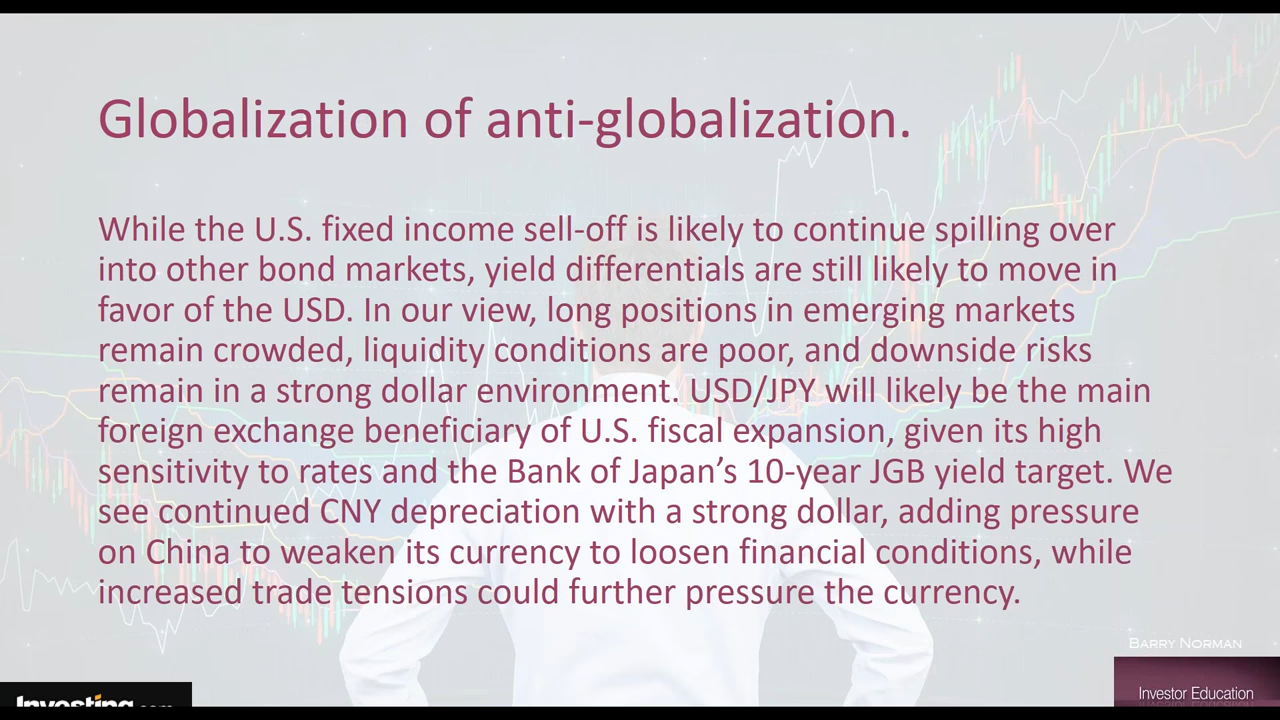 Globalization of anti-globalization.
While the U.S. fixed income sell-off is likely to continue spilling over
into other bond markets, yield differentials are still likely to move in
favor of the USD. In our view, long positions in emerging markets
remain crowded, liquidity conditions are poor, and downside risks
remain in a strong dollar environment. USD/JPY will likely be the main
foreign exchange beneficiary of U.S. fiscal expansion, given its high
sensitivity to rates and the Bank of Japan’s 10-year JGB yield target. We
see continued CNY depreciation with a strong dollar, adding pressure
on China to weaken its currency to loosen financial conditions, while
increased trade tensions could further pressure the currency.
Barry Norman
Investor Education
Investing.com